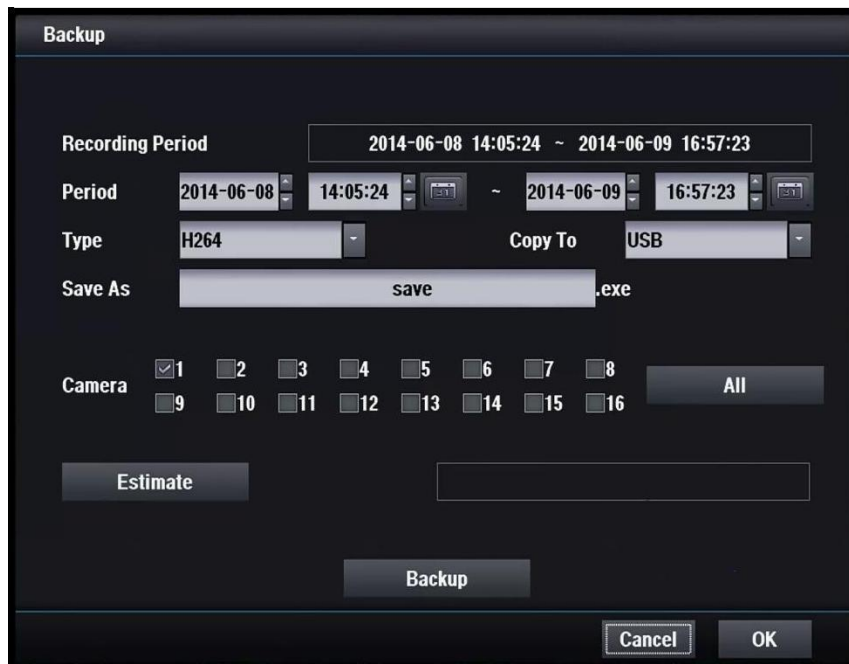 Backup
Recording Period 2014-06-08 14:05:24 ~ 2014-06-09 16:57:23
Period 2014-06-08 14:05:24 31 ~ 2014-06-09 16:57:23 31
Type H264 Copy To USB
Save As save .exe
1 2 3 4 5 6 7 8
Camera All
9 10 11 12 13 14 15 16
Estimate
Backup
Cancel OK